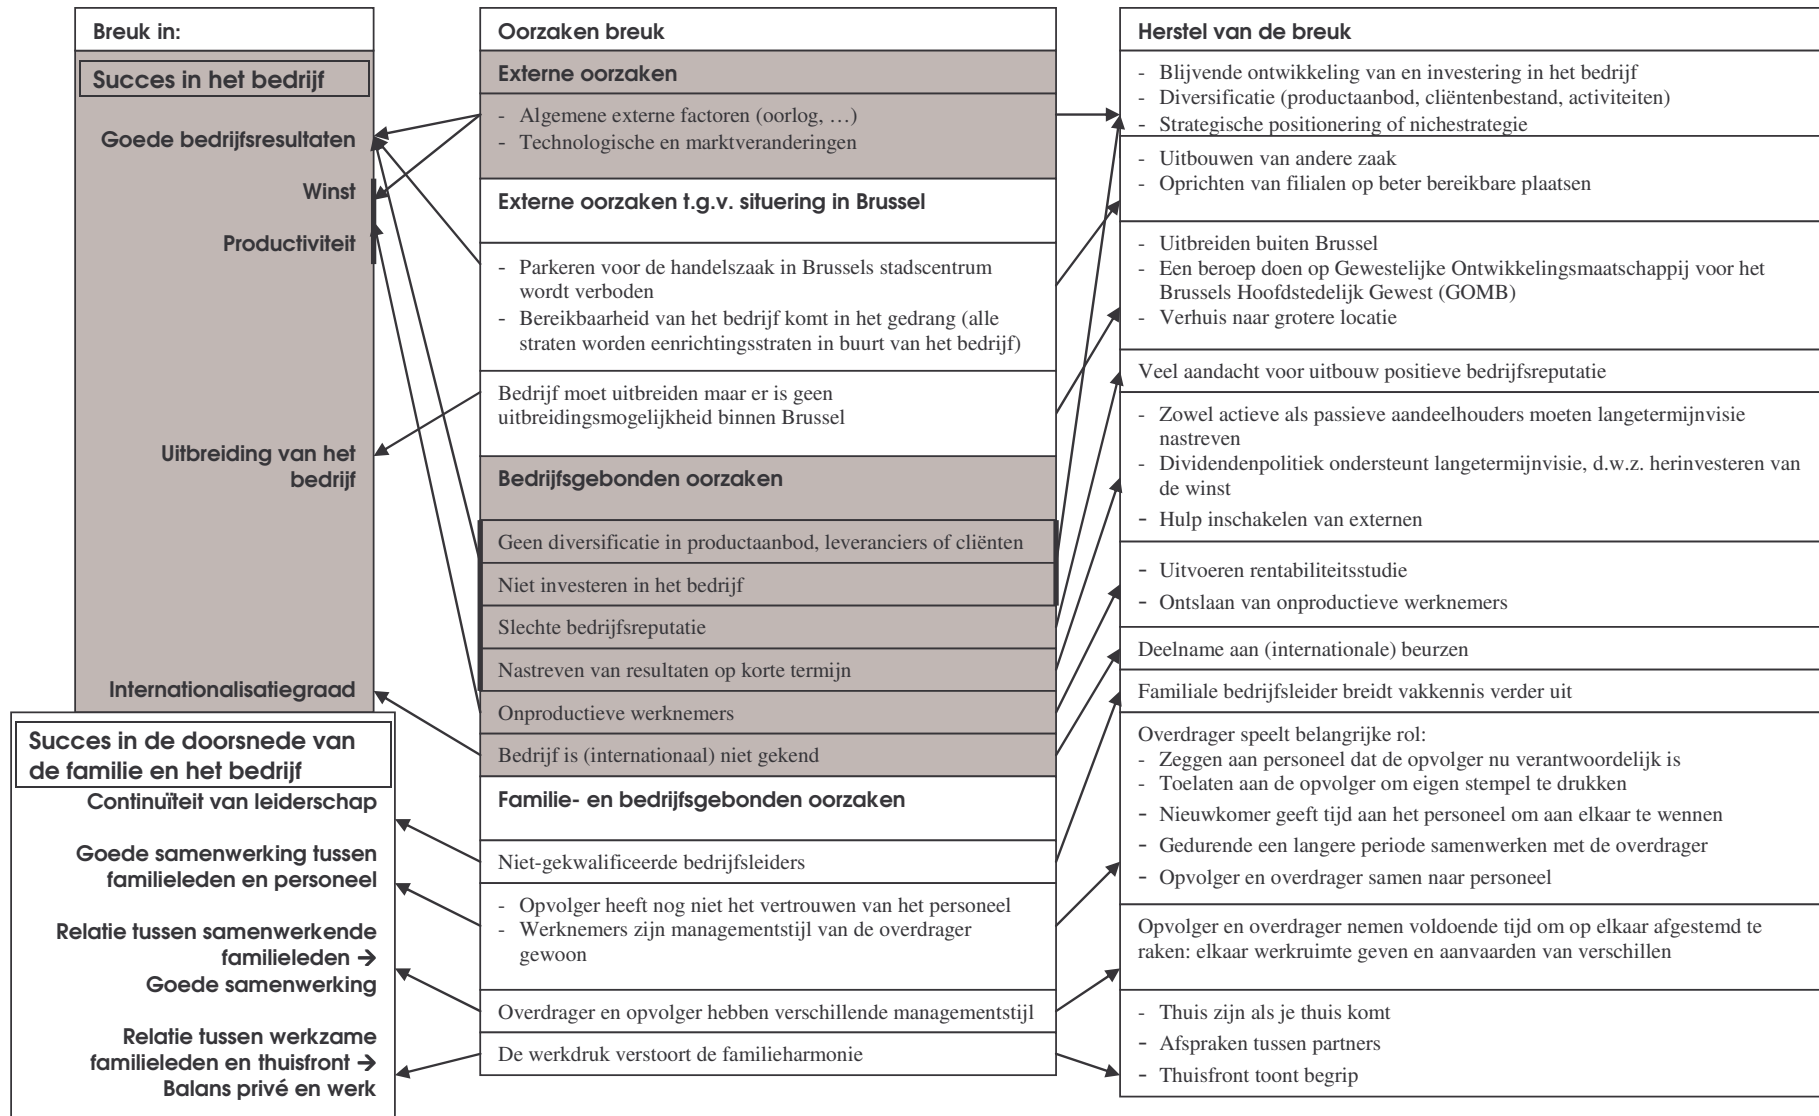 Breuk in:
Succes in het bedrijf
Goede bedrijfsresultaten
Winst
Productiviteit
Uitbreiding van het
bedrijf
Internationalisatiegraad
Succes in de doorsnede van
de familie en het bedrijf
Continuïteit van leiderschap
Goede samenwerking tussen
familieleden en personeel
Relatie tussen samenwerkende
familieleden →
Goede samenwerking
Relatie tussen werkzame
familieleden en thuisfront →
Balans privé en werk
Oorzaken breuk
Externe oorzaken
- Algemene externe factoren (oorlog, …)
- Technologische en marktveranderingen
Externe oorzaken t.g.v. situering in Brussel
- Parkeren voor de handelszaak in Brussels stadscentrum
wordt verboden
- Bereikbaarheid van het bedrijf komt in het gedrang (alle
straten worden eenrichtingsstraten in buurt van het bedrijf)
Bedrijf moet uitbreiden maar er is geen
uitbreidingsmogelijkheid binnen Brussel
Bedrijfsgebonden oorzaken
Geen diversificatie in productaanbod, leveranciers of cliënten
Niet investeren in het bedrijf
Slechte bedrijfsreputatie
Nastreven van resultaten op korte termijn
Onproductieve werknemers
Bedrijf is (internationaal) niet gekend
Familie- en bedrijfsgebonden oorzaken
Niet-gekwalificeerde bedrijfsleiders
- Opvolger heeft nog niet het vertrouwen van het personeel
- Werknemers zijn managementstijl van de overdrager
gewoon
Overdrager en opvolger hebben verschillende managementstijl
De werkdruk verstoort de familieharmonie
Herstel van de breuk
- Blijvende ontwikkeling van en investering in het bedrijf
- Diversificatie (productaanbod, cliëntenbestand, activiteiten)
- Strategische positionering of nichestrategie
- Uitbouwen van andere zaak
- Oprichten van filialen op beter bereikbare plaatsen
- Uitbreiden buiten Brussel
- Een beroep doen op Gewestelijke Ontwikkelingsmaatschappij voor het
Brussels Hoofdstedelijk Gewest (GOMB)
- Verhuis naar grotere locatie
Veel aandacht voor uitbouw positieve bedrijfsreputatie
- Zowel actieve als passieve aandeelhouders moeten langetermijnvisie
nastreven
- Dividendenpolitiek ondersteunt langetermijnvisie, d.w.z. herinvesteren van
de winst
- Hulp inschakelen van externen
- Uitvoeren rentabiliteitsstudie
- Ontslaan van onproductieve werknemers
Deelname aan (internationale) beurzen
Familiale bedrijfsleider breidt vakkennis verder uit
Overdrager speelt belangrijke rol:
- Zeggen aan personeel dat de opvolger nu verantwoordelijk is
- Toelaten aan de opvolger om eigen stempel te drukken
- Nieuwkomer geeft tijd aan het personeel om aan elkaar te wennen
- Gedurende een langere periode samenwerken met de overdrager
- Opvolger en overdrager samen naar personeel
Opvolger en overdrager nemen voldoende tijd om op elkaar afgestemd te
raken: elkaar werkruimte geven en aanvaarden van verschillen
- Thuis zijn als je thuis komt
- Afspraken tussen partners
- Thuisfront toont begrip